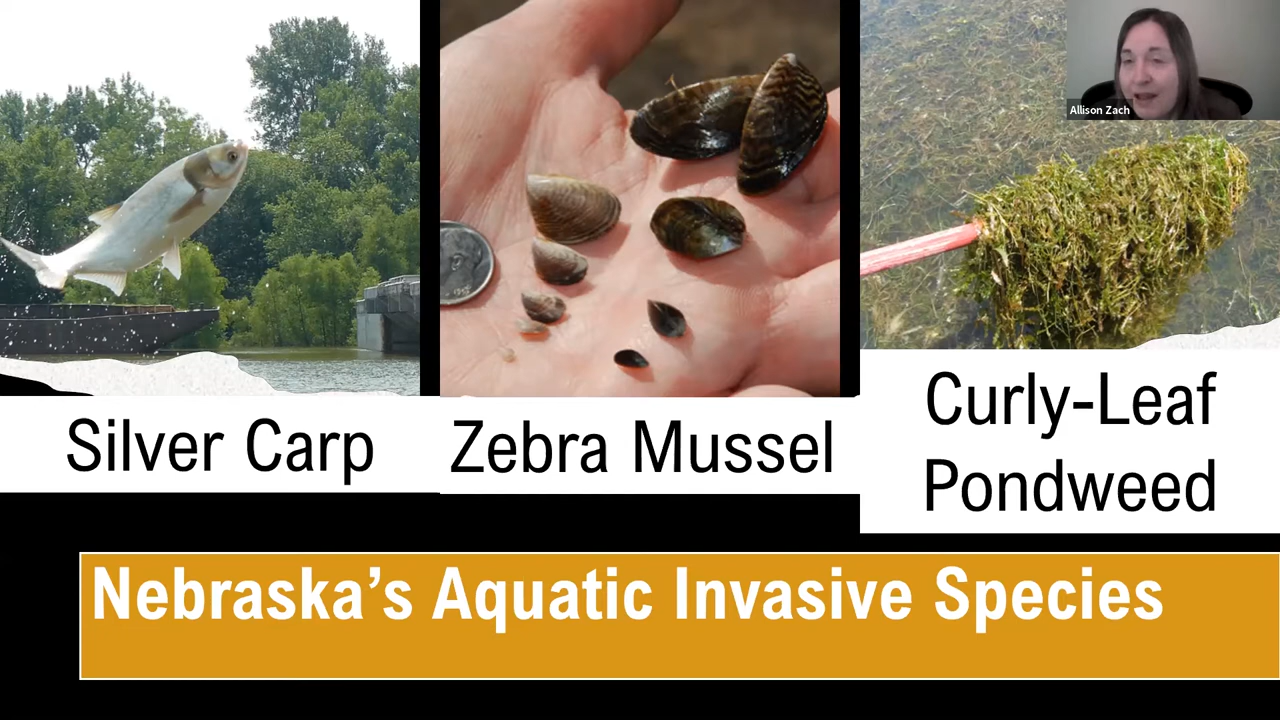 Allison Zach
Silver Carp
Zebra Mussel
Curly-Leaf
Pondweed
Nebraska’s Aquatic Invasive Species